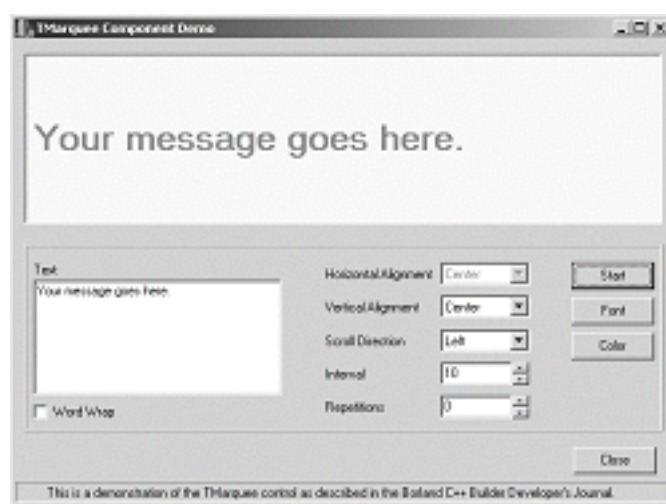 TMarquee Component Demo
Your message goes here.
Text
Your message goes here.
Word Wrap
Horizontal Alignment Center
Vertical Alignment Center
Scroll Direction Left
Interval 10
Repetitions 0
Start
Font
Color
Close
This is a demonstration of the TMarquee control as described in the Borland C++ Builder Developer's Journal.